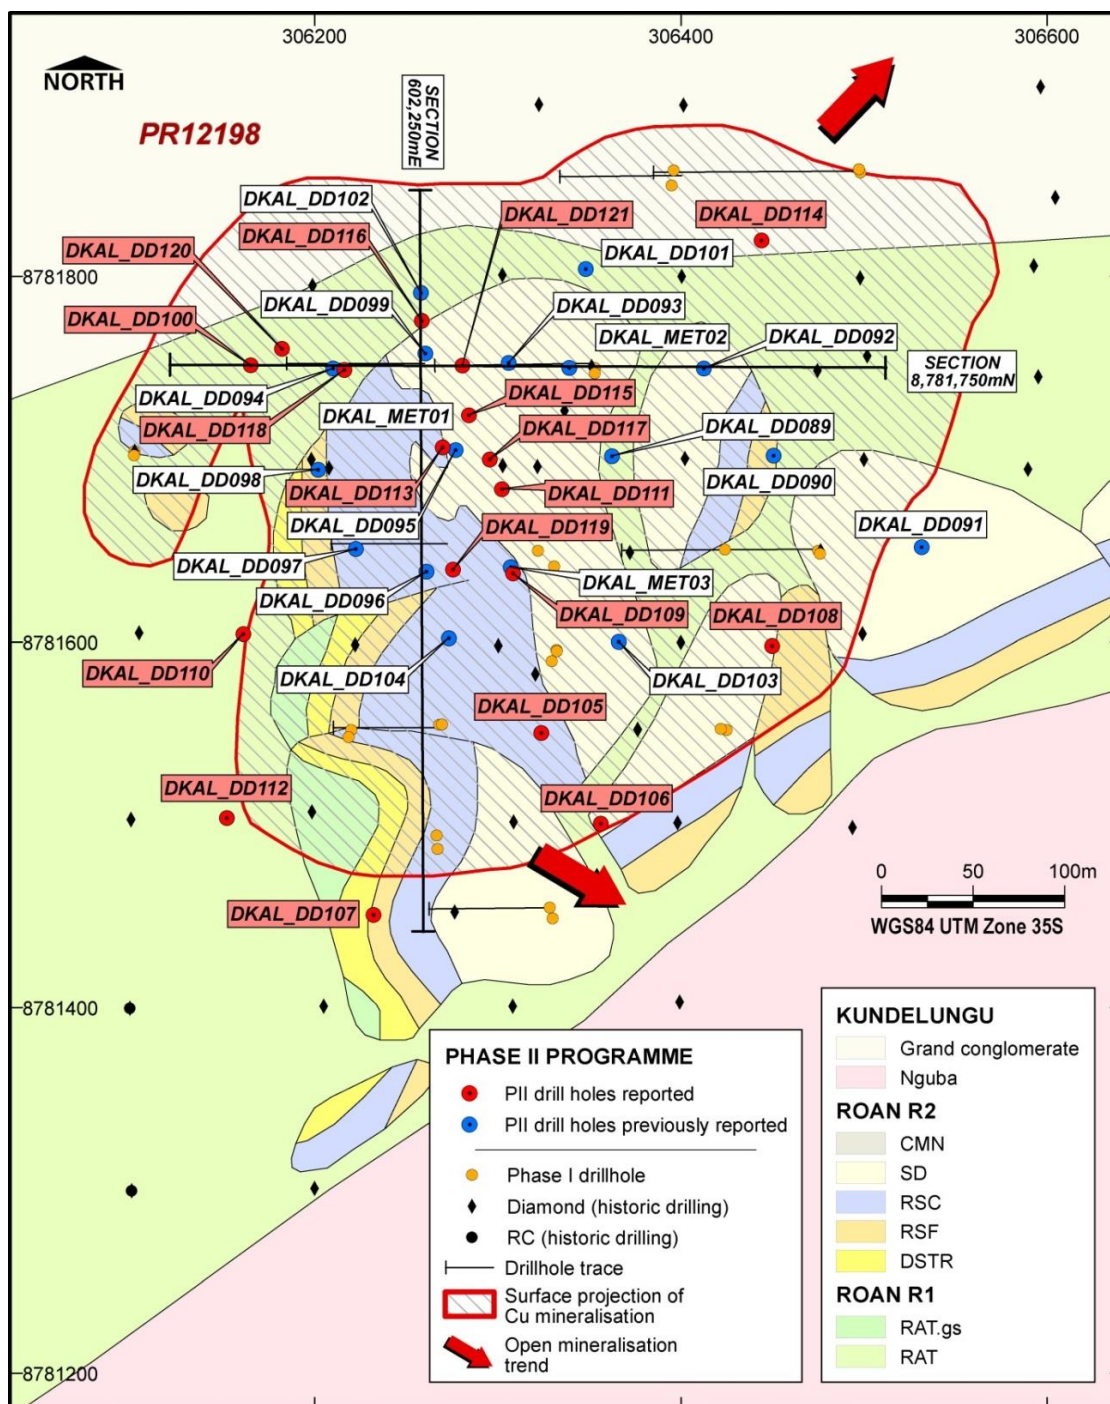 306200
306400
306600
NORTH
PR12198
SECTION
602,250mE
DKAL_DD102
DKAL_DD121
DKAL_DD114
DKAL_DD116
DKAL_DD120
DKAL_DD101
8781800
DKAL_DD099
DKAL_DD093
DKAL_DD100
DKAL_MET02
DKAL_DD092
SECTION
8,781,750mN
DKAL_DD094
DKAL_DD115
DKAL_MET01
DKAL_DD118
DKAL_DD117
DKAL_DD089
DKAL_DD098
DKAL_DD090
DKAL_DD113
DKAL_DD111
DKAL_DD095
DKAL_DD119
DKAL_DD091
DKAL_DD097
DKAL_MET03
DKAL_DD096
DKAL_DD109
DKAL_DD108
8781600
DKAL_DD110
DKAL_DD104
DKAL_DD103
DKAL_DD105
DKAL_DD112
DKAL_DD106
DKAL_DD107
0
50
100m
WGS84 UTM Zone 35S
8781400
8781200
PHASE II PROGRAMME
PII drill holes reported
PII drill holes previously reported
Phase I drillhole
Diamond (historic drilling)
RC (historic drilling)
Drillhole trace
Surface projection of
Cu mineralisation
Open mineralisation
trend
KUNDELUNGU
Grand conglomerate
Nguba
ROAN R2
CMN
SD
RSC
RSF
DSTR
ROAN R1
RAT.gs
RAT